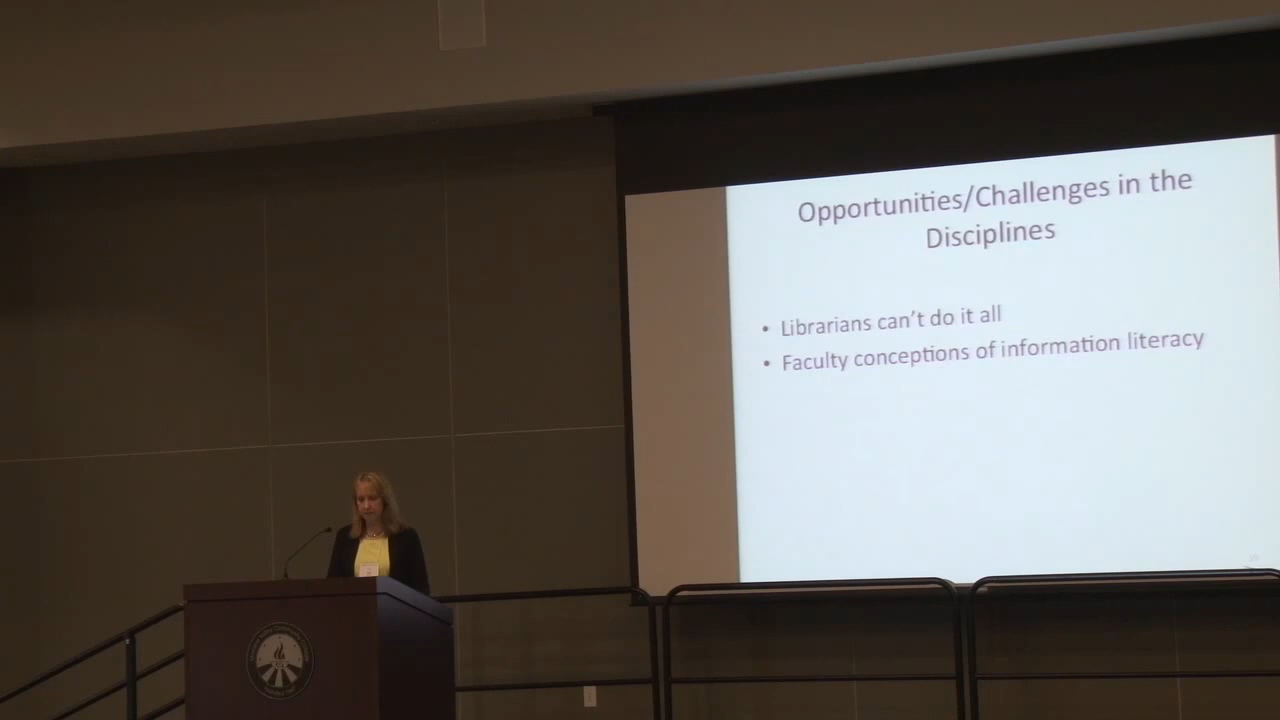 Opportunities/Challenges in the
Disciplines
• Librarians can't do it all
• Faculty conceptions of information literacy